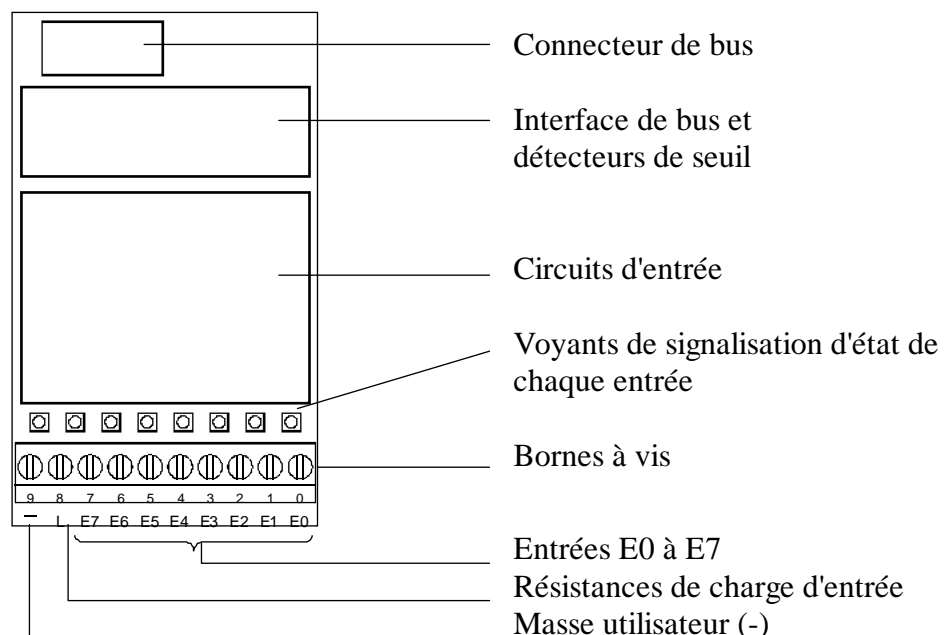 Connecteur de bus
Interface de bus et
détecteurs de seuil
Circuits d'entrée
Voyants de signalisation d'état de
chaque entrée
Bornes à vis
9 8 7 6 5 4 3 2 1 0
– L E7 E6 E5 E4 E3 E2 E1 E0
Entrées E0 à E7
Résistances de charge d'entrée
Masse utilisateur (-)